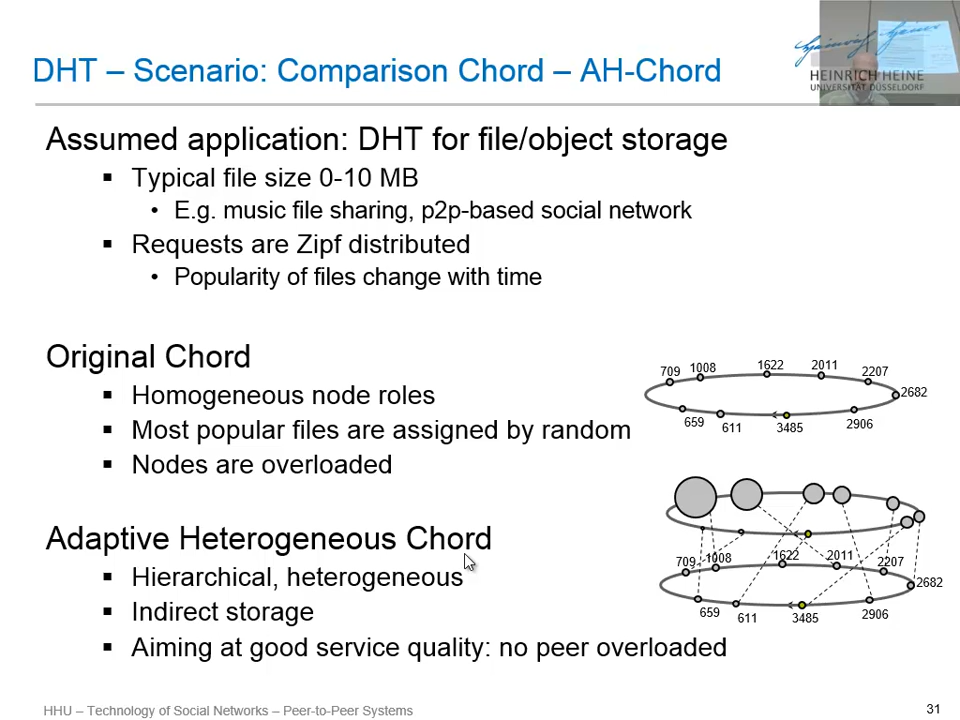 DHT – Scenario: Comparison Chord – AH-Chord
Heinrich Heine
HEINRICH HEINE
UNIVERSITÄT DÜSSELDORF
Assumed application: DHT for file/object storage
Typical file size 0-10 MB
E.g. music file sharing, p2p-based social network
Requests are Zipf distributed
Popularity of files change with time
Original Chord
Homogeneous node roles
Most popular files are assigned by random
Nodes are overloaded
709 1008 1622 2011 2207
2682
659 611 3485 2906
Adaptive Heterogeneous Chord
Hierarchical, heterogeneous
Indirect storage
Aiming at good service quality: no peer overloaded
709 1008 1622 2011 2207
2682
659 611 3485 2906
HHU – Technology of Social Networks – Peer-to-Peer Systems
31